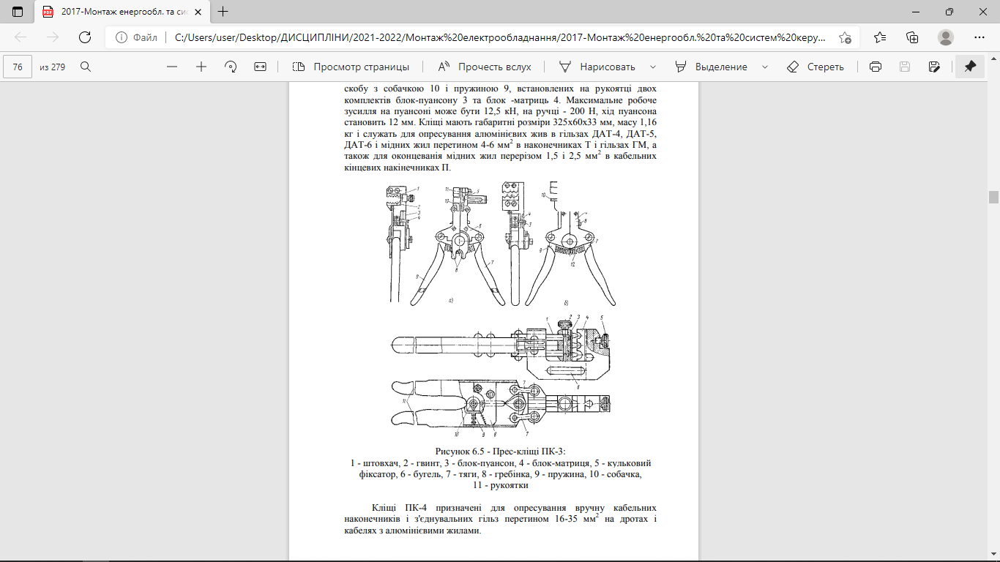 2017-Монтаж енергообл. та сис
Файл
C:/Users/user/Desktop/ДИСЦИПЛІНИ/2021-2022/Монтаж%20електрообладнання/2017-Монтаж%20енергообл.%20та%20систем%20керу...
76
из 279
Просмотр страницы
Прочесть вслух
Нарисовать
Выделение
Стереть
скобу з собачкою 10 і пружиною 9, встановлених на рукоятці двох
комплектів блок-пуансону 3 та блок -матриць 4. Максимальне робоче
зусилля на пуансоні може бути 12,5 кН, на ручці - 200 Н, хід пуансона
становить 12 мм. Кліщі мають габаритні розміри 325х60х33 мм, масу 1,16
кг і служать для опресування алюмінієвих жив в гільзах ДАТ-4, ДАТ-5,
ДАТ-6 і мідних жил перетином 4-6 мм2 в наконечниках Т і гільзах ГМ, а
також для оконцеванія мідних жил перерізом 1,5 і 2,5 мм2 в кабельних
кінцевих накінечниках П.
1
2
3
4
11
5
10
6
7
8
9
а)
4
3
10
8
7
9
12
б)
1
2
3
4
5
6
7
11
10
9
8
7
Рисунок 6.5 - Прес-кліщі ПК-3:
1 - штовхач, 2 - гвинт, 3 - блок-пуансон, 4 - блок-матриця, 5 - кульковий
фіксатор, 6 - бугель, 7 - тяги, 8 - гребінка, 9 - пружина, 10 - собачка,
11 - рукоятки
Кліщі ПК-4 призначені для опресування вручну кабельних
наконечників і з'єднувальних гільз перетином 16-35 мм2 на дротах і
кабелях з алюмінієвими жилами.